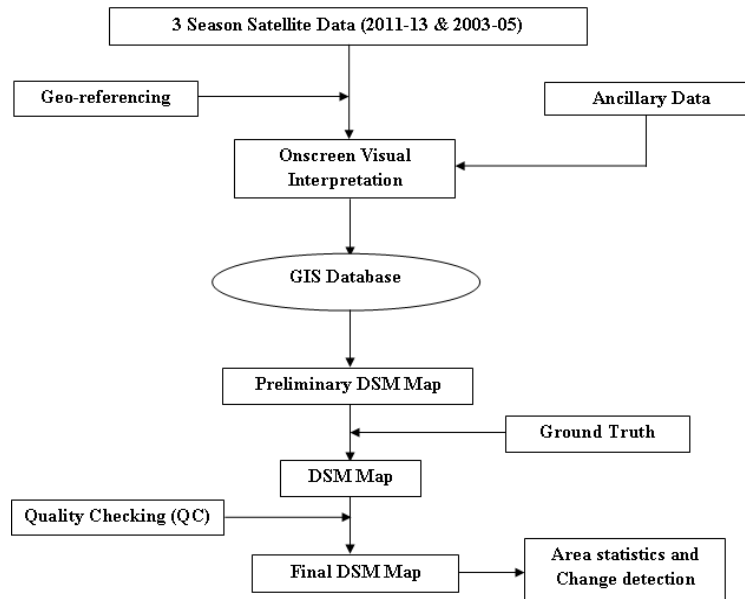 3 Season Satellite Data (2011-13 & 2003-05)
Geo-referencing
Ancillary Data
Onscreen Visual
Interpretation
GIS Database
Preliminary DSM Map
Ground Truth
DSM Map
Quality Checking (QC)
Final DSM Map
Area statistics and
Change detection